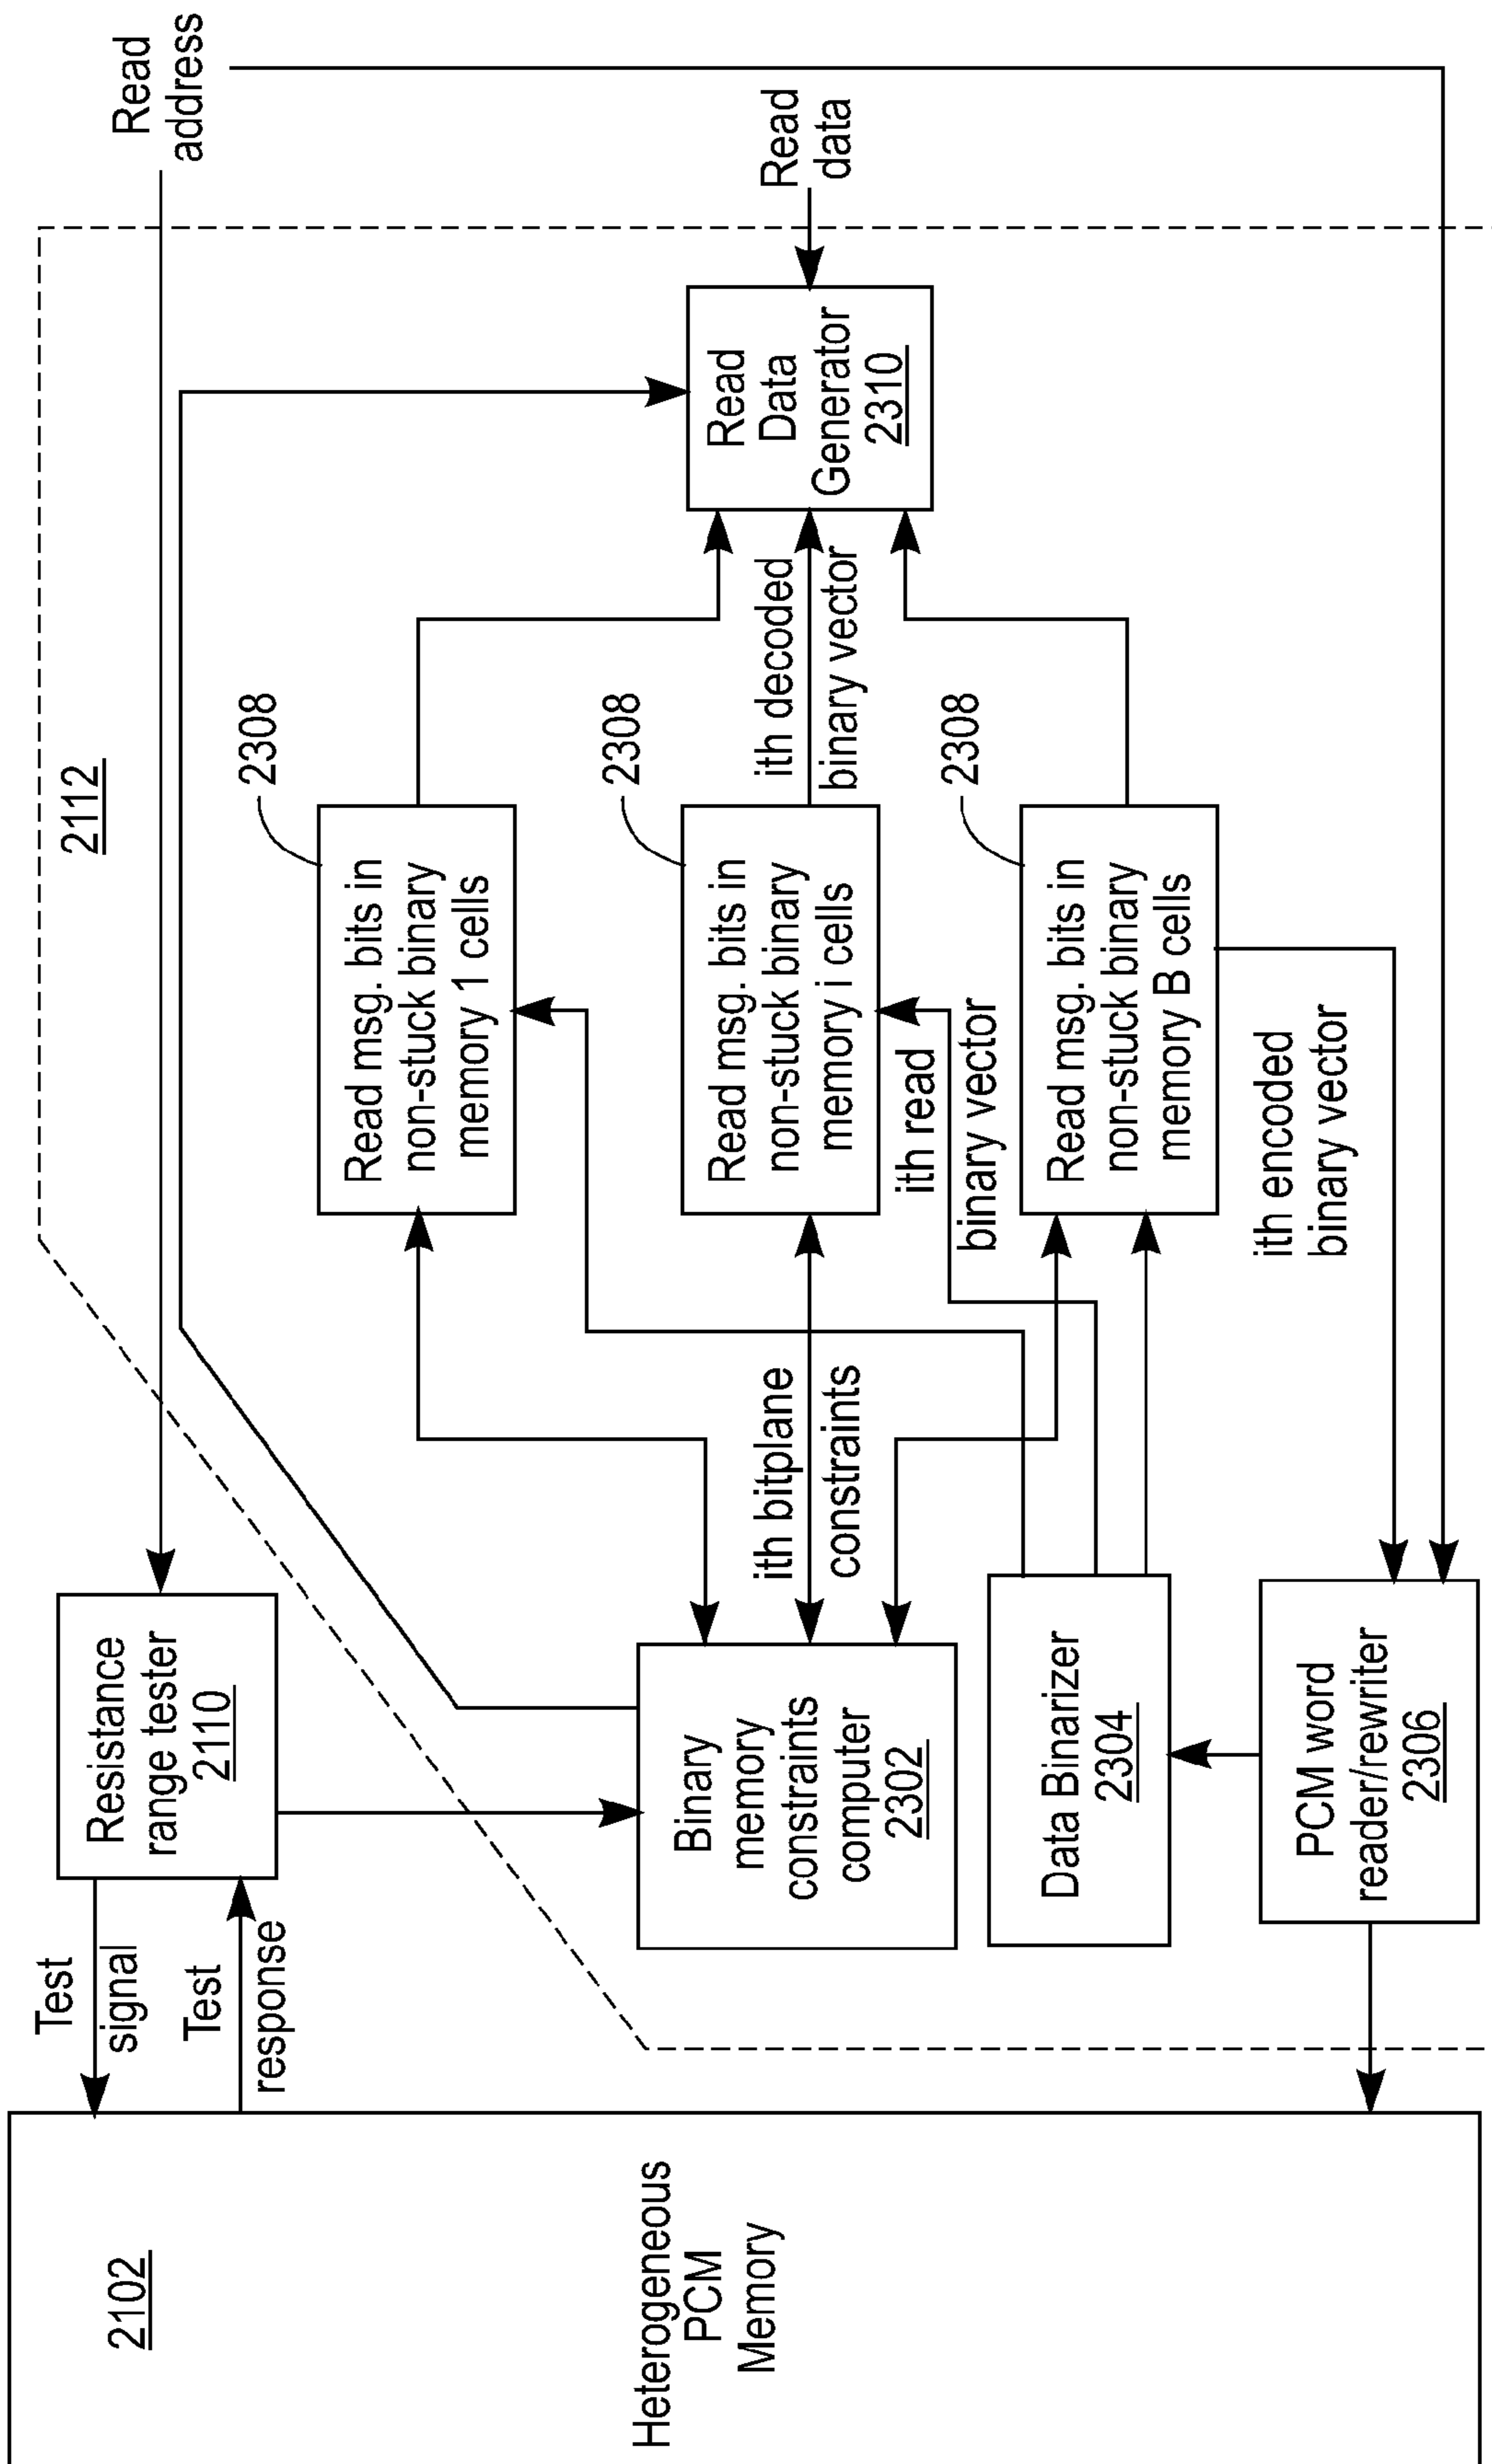 2102
Heterogeneous
PCM
Memory
Test
signal
Test
response
Resistance
range tester
2110
Read
address
2112
Binary
memory
constraints
computer
2302
Data Binarizer
2304
PCM word
reader/rewriter
2306
ith bitplane
constraints
Read msg. bits in
non-stuck binary
memory 1 cells
2308
Read msg. bits in
non-stuck binary
memory i cells
2308
ith read
binary vector
Read msg. bits in
non-stuck binary
memory B cells
2308
ith encoded
binary vector
ith decoded
binary vector
Read
Data
Generator
2310
Read
data